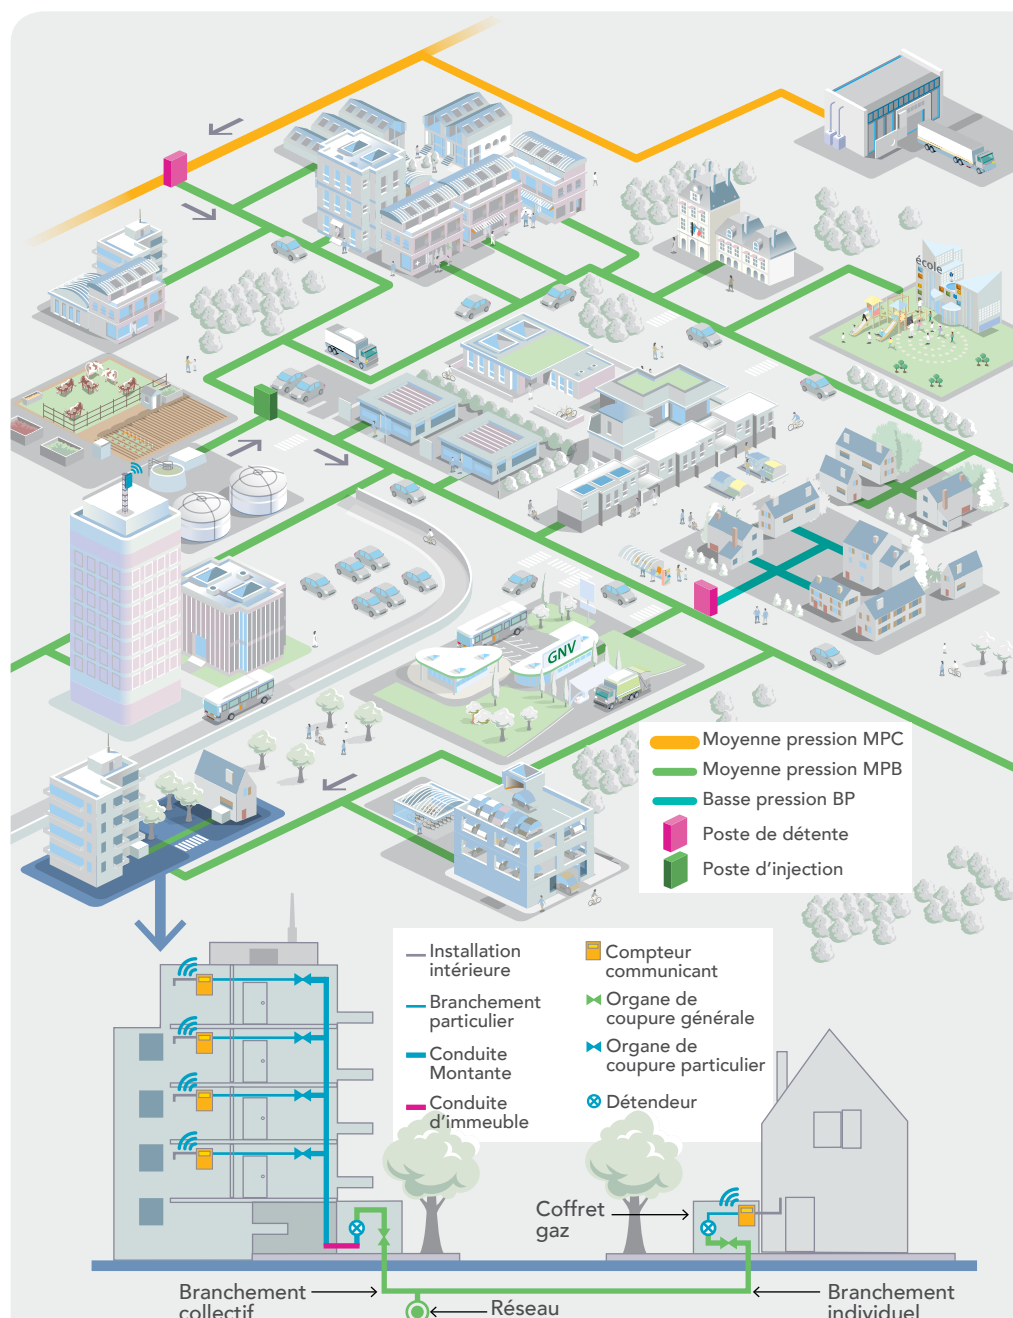 école
GNV
Moyenne pression MPC
Moyenne pression MPB
Basse pression BP
Poste de détente
Poste d'injection
Installation
intérieure
Branchement
particulier
Conduite
Montante
Conduite
d'immeuble
Compteur
communicant
Organe de
coupure générale
Organe de
coupure particulier
Détendeur
Coffret
gaz
Branchement
collectif
Réseau
Branchement
individuel